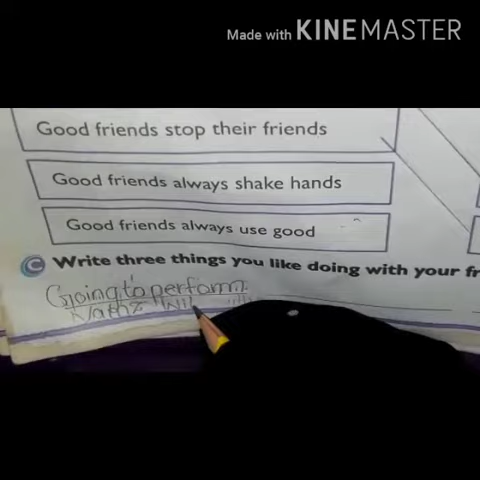 Made with KINEMASTER
Good friends stop their friends
Good friends always shake hands
Good friends always use good
C Write three things you like doing with your fr
Going to perform